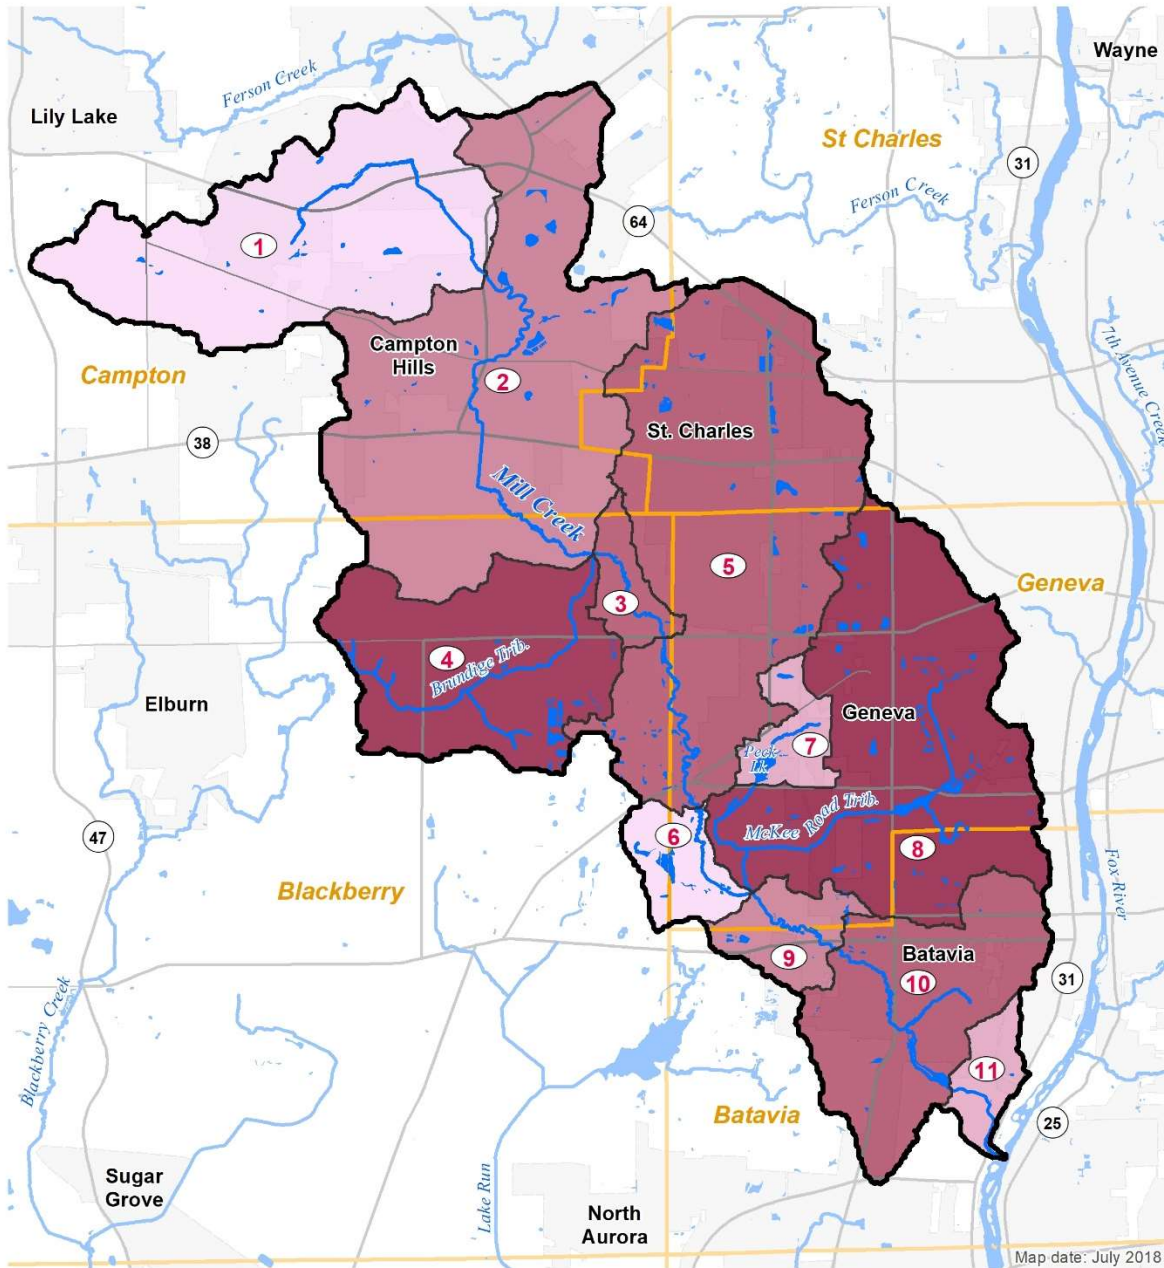 Wayne
Lily Lake
Ferson Creek
St Charles
31
Ferson Creek
64
1
7th Avenue Creek
Campton
Hills
Campton
2
38
St. Charles
Mill Creek
5
Geneva
3
4
Brundige Trib.
Elburn
Geneva
7
Peck
Lk.
47
6
McKee Road Trib.
8
Blackberry
Fox River
9
Batavia
10
31
Blackberry Creek
11
Batavia
25
Sugar
Grove
Lake Run
North
Aurora
Map date: July 2018